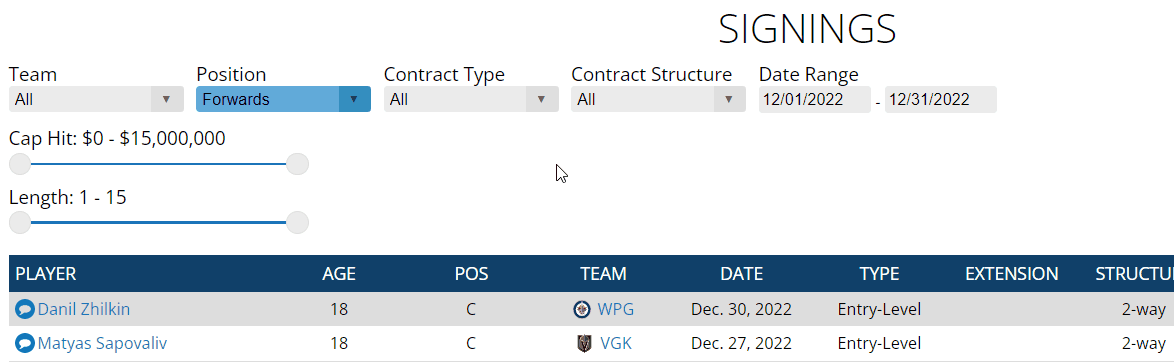 SIGNINGS
Team Position Contract Type Contract Structure Date Range
All Forwards All All 12/01/2022 - 12/31/2022
Cap Hit: $0 - $15,000,000
Length: 1 - 15
PLAYER AGE POS TEAM DATE TYPE EXTENSION STRUCTU
Danil Zhilkin 18 C WPG Dec. 30, 2022 Entry-Level 2-way
Matyas Sapovaliv 18 C VGK Dec. 27, 2022 Entry-Level 2-way